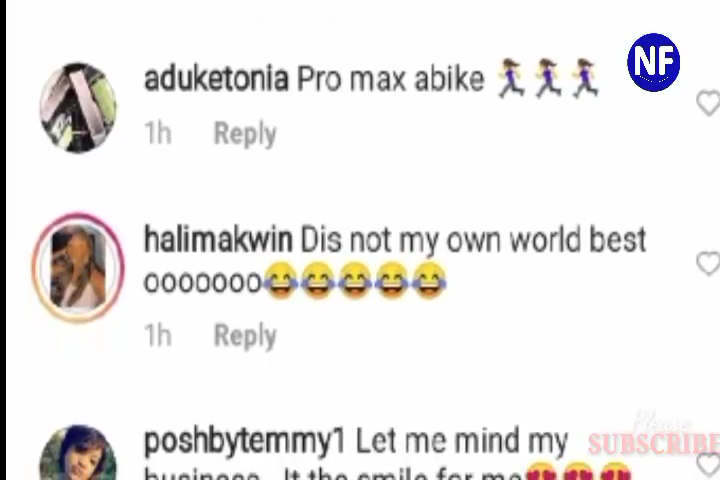 NF
aduketonia Pro max abike 🏃‍♀️🏃‍♀️🏃‍♀️
1h Reply
halimakwin Dis not my own world best
ooooooo😂😂😂😂😂
1h Reply
poshbytemmy1 Let me mind my
Please
SUBSCRIBE
business.. It the smile for me😍😍😍